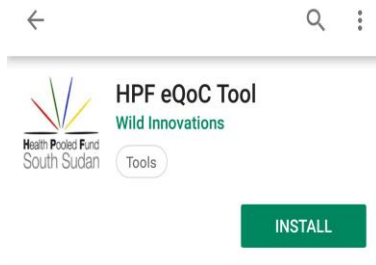 HPF eQoC Tool
Wild Innovations
Health Pooled Fund
South Sudan
Tools
INSTALL